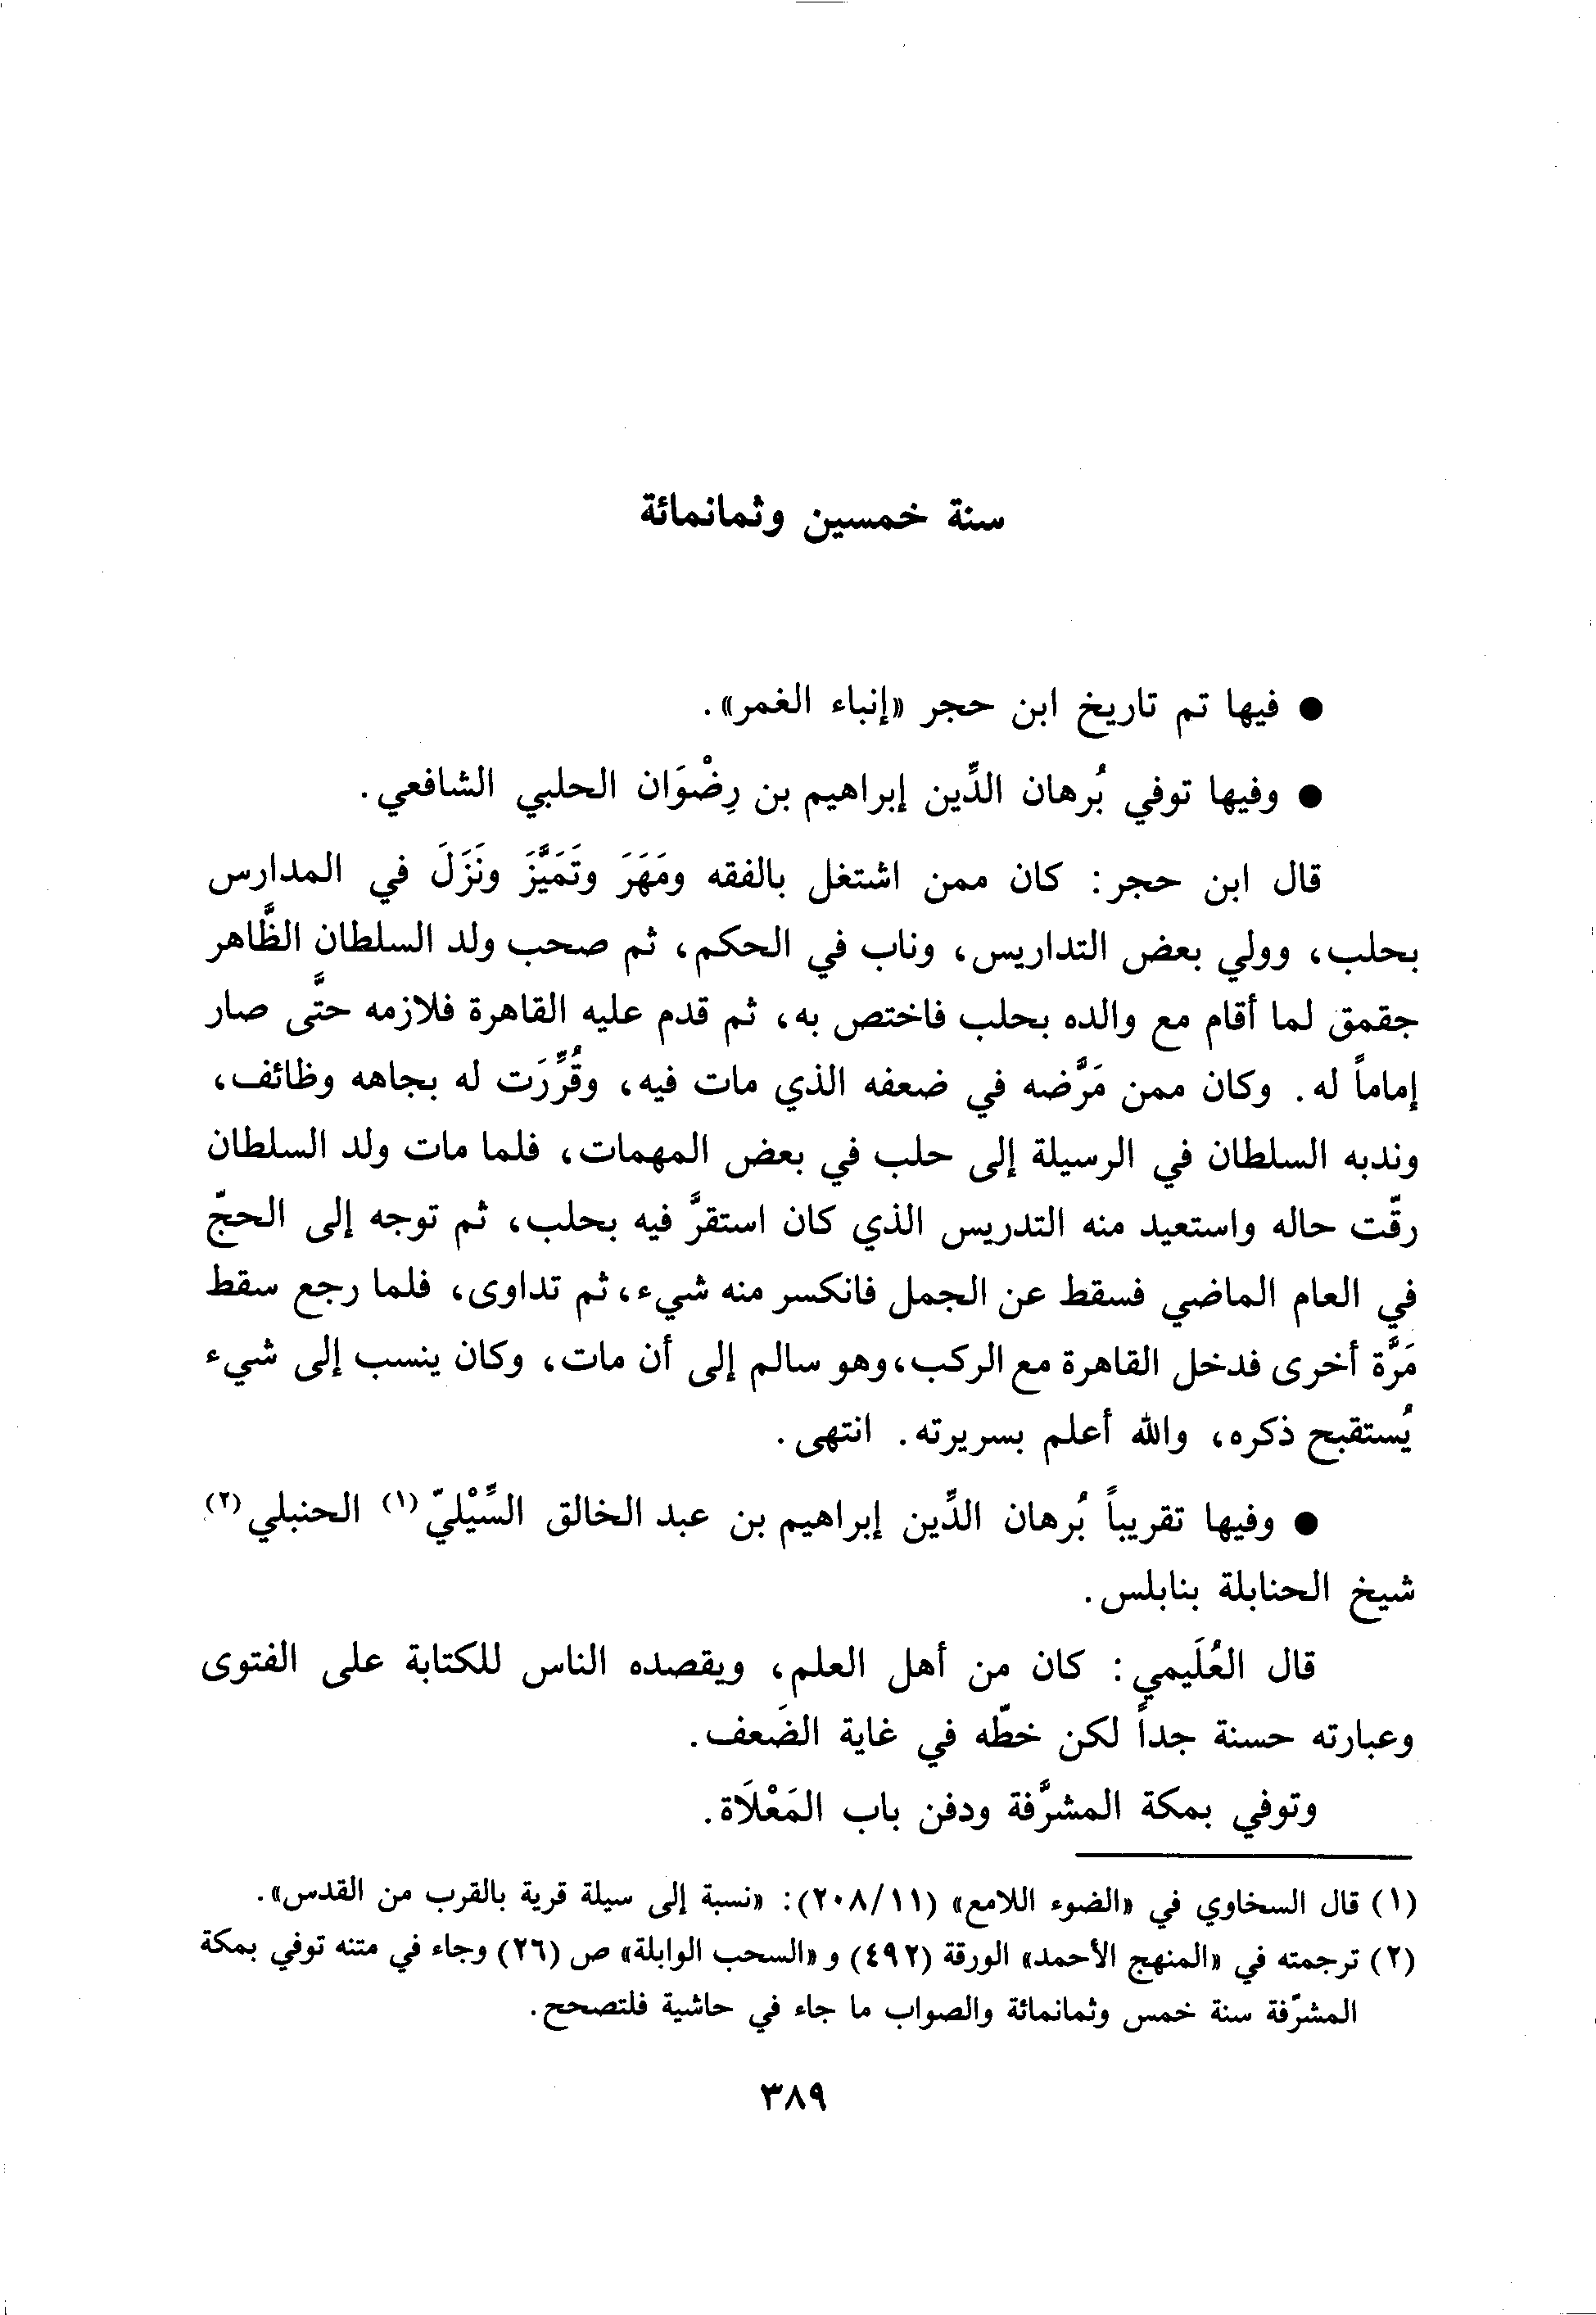 سنة خمسين وثمانمائة
● فيها تم تاريخ ابن حجر «إنباء الغمر».
● وفيها توفي بُرهان الدِّين إبراهيم بن رِضْوَان الحلبي الشافعي.
قال ابن حجر: كان ممن اشتغل بالفقه ومَهَرَ وتَمَيَّزَ ونَزَلَ في المدارس
بحلب، وولي بعض التداريس، وناب في الحكم، ثم صحب ولد السلطان الظَّاهر
جقمق لما أقام مع والده بحلب فاختص به، ثم قدم عليه القاهرة فلازمه حتَّى صار
إماماً له. وكان ممن مَرَّضه في ضعفه الذي مات فيه، وقُرِّرَت له بجاهه وظائف،
وندبه السلطان في الرسيلة إلى حلب في بعض المهمات، فلما مات ولد السلطان
رقّت حاله واستعيد منه التدريس الذي كان استقرَّ فيه بحلب، ثم توجه إلى الحجّ
في العام الماضي فسقط عن الجمل فانكسر منه شيء، ثم تداوى، فلما رجع سقط
مَرَّة أخرى فدخل القاهرة مع الركب، وهو سالم إلى أن مات، وكان ينسب إلى شيء
يُستقبح ذكره، والله أعلم بسريرته. انتهى.
● وفيها تقريباً بُرهان الدِّين إبراهيم بن عبد الخالق السِّيْليّ(١) الحنبلي(٢)
شيخ الحنابلة بنابلس.
قال العُلَيمي: كان من أهل العلم، ويقصده الناس للكتابة على الفتوى
وعبارته حسنة جداً لكن خطّه في غاية الضَعف.
وتوفي بمكة المشرَّفة ودفن باب المَعْلَاة.
(١) قال السخاوي في «الضوء اللامع» (٢٠٨/١١): «نسبة إلى سيلة قرية بالقرب من القدس».
(٢) ترجمته في «المنهج الأحمد» الورقة (٤٩٢) و «السحب الوابلة» ص (٢٦) وجاء في متنه توفي بمكة
المشرّفة سنة خمس وثمانمائة والصواب ما جاء في حاشية فلتصحح.
٣٨٩